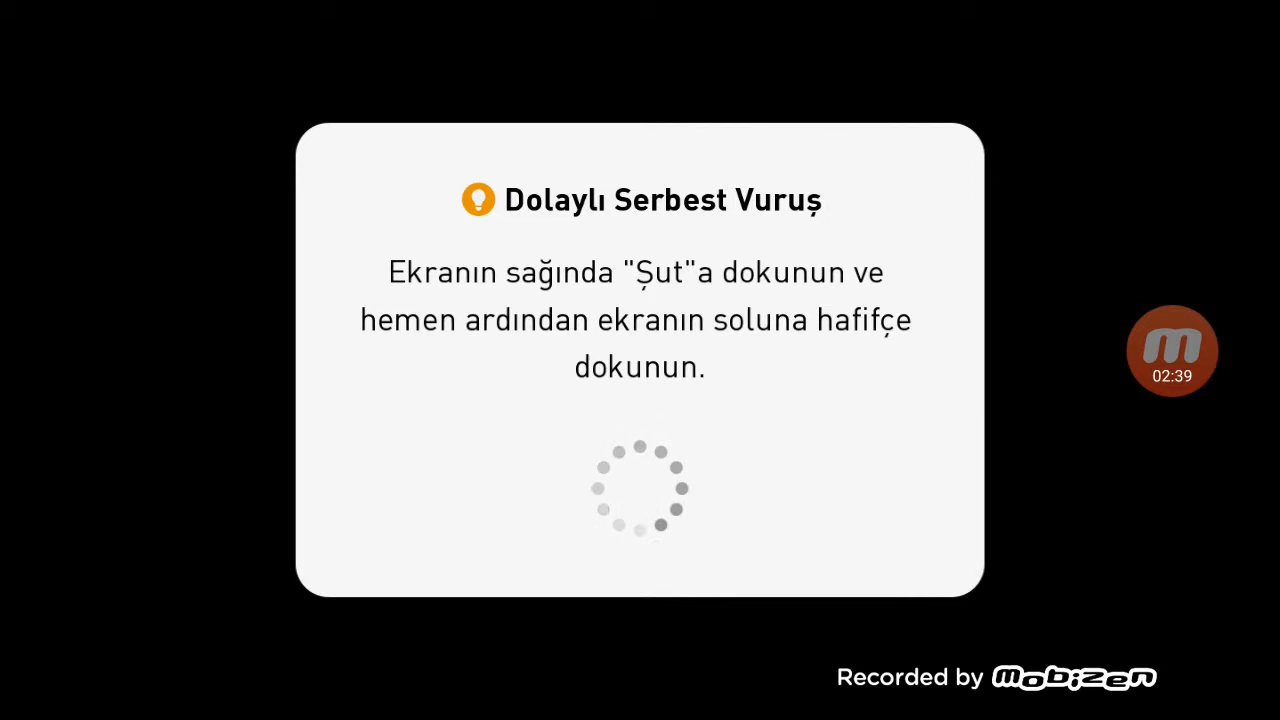 Dolaylı Serbest Vuruş
Ekranın sağında "Şut"a dokunun ve
hemen ardından ekranın soluna hafifçe
dokunun.
02:39
Recorded by mobizen